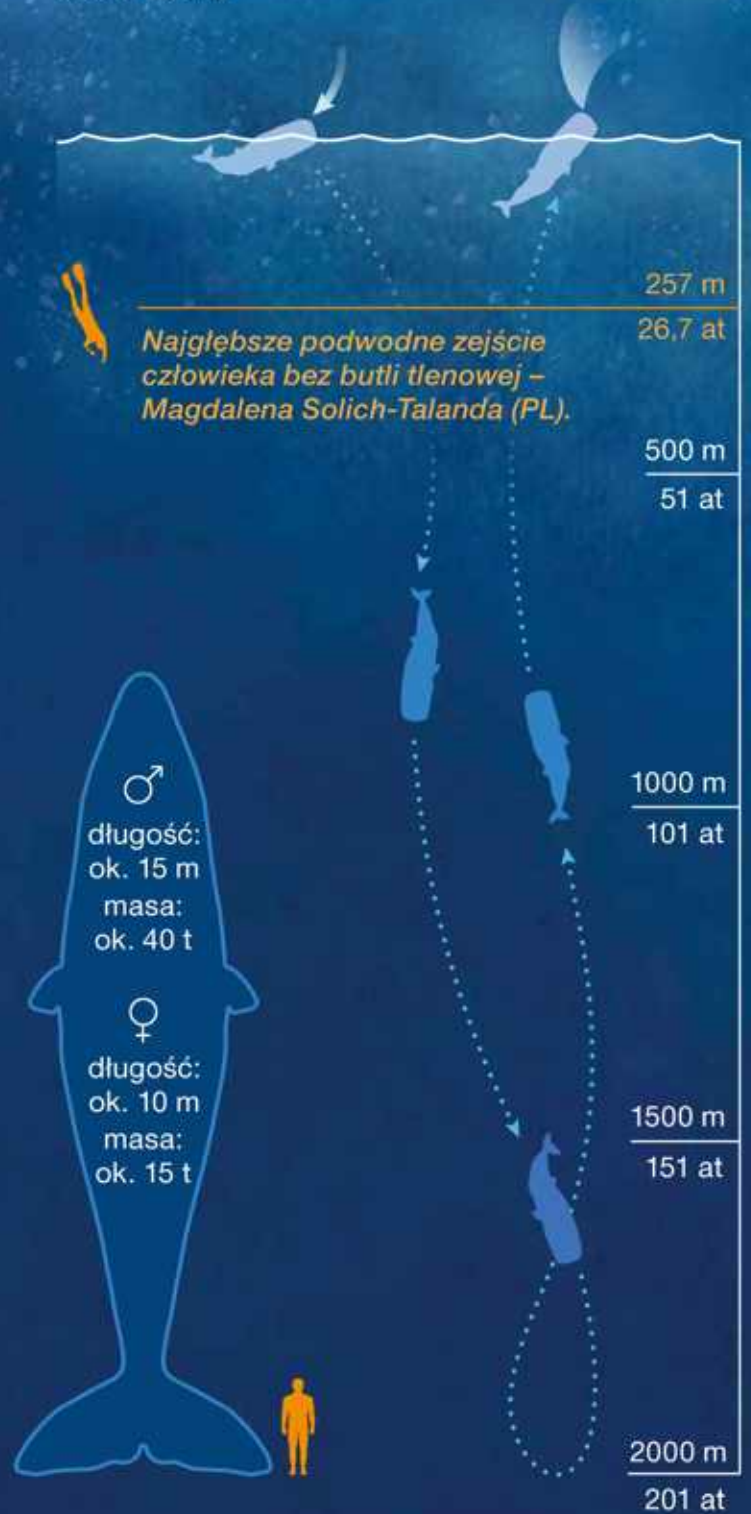 257 m
26,7 at
Najgłębsze podwodne zejście
człowieka bez butli tlenowej –
Magdalena Solich-Talanda (PL).
500 m
51 at
♂
długość:
ok. 15 m
masa:
ok. 40 t
♀
długość:
ok. 10 m
masa:
ok. 15 t
1000 m
101 at
1500 m
151 at
2000 m
201 at